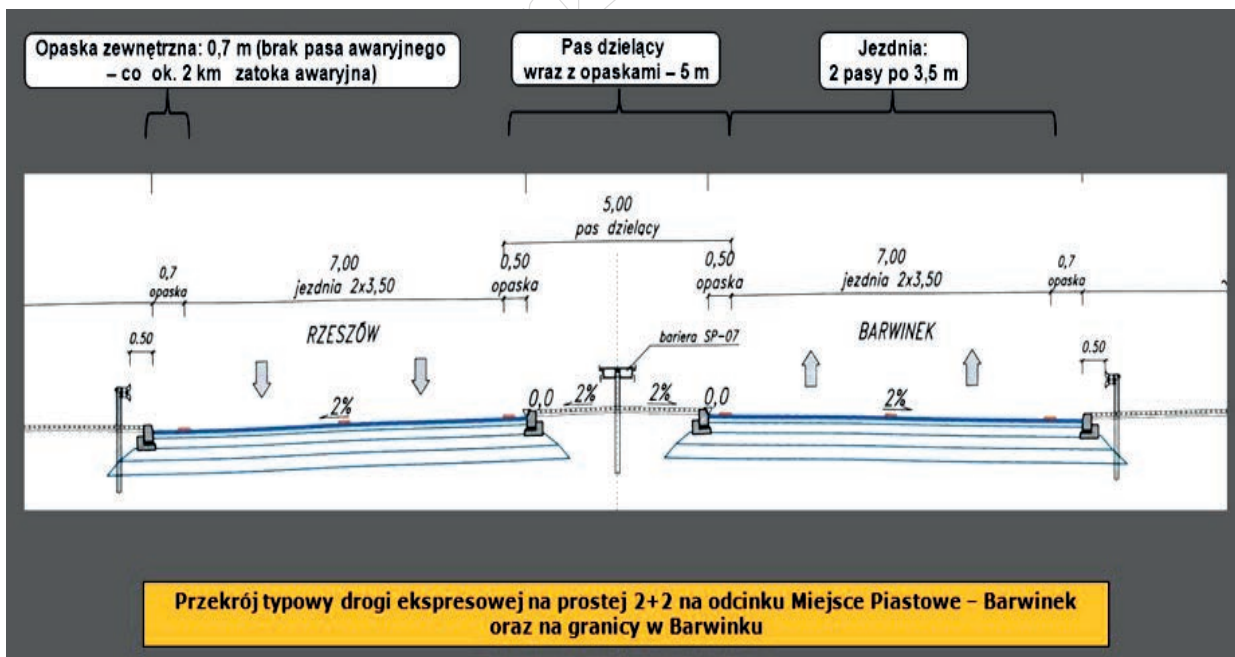 Opaska zewnętrzna: 0,7 m (brak pasa awaryjnego
– co ok. 2 km zatoka awaryjna)
Pas dzielący
wraz z opaskami – 5 m
Jezdnia:
2 pasy po 3,5 m
5,00
pas dzielący
0,7
opaska
7,00
jezdnia 2x3,50
0,50
opaska
0,50
opaska
7,00
jezdnia 2x3,50
0,7
opaska
0.50
RZESZÓW
bariera SP-07
BARWINEK
0.50
2%
0,0
2%
2%
0,0
2%
Przekrój typowy drogi ekspresowej na prostej 2+2 na odcinku Miejsce Piastowe – Barwinek
oraz na granicy w Barwinku